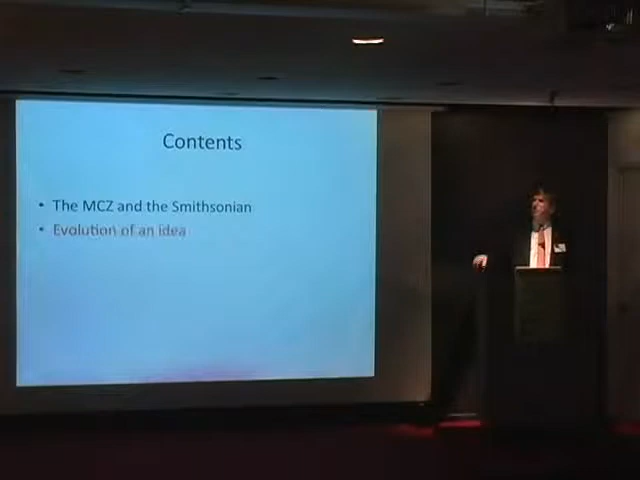 Contents
• The MCZ and the Smithsonian
• Evolution of an idea